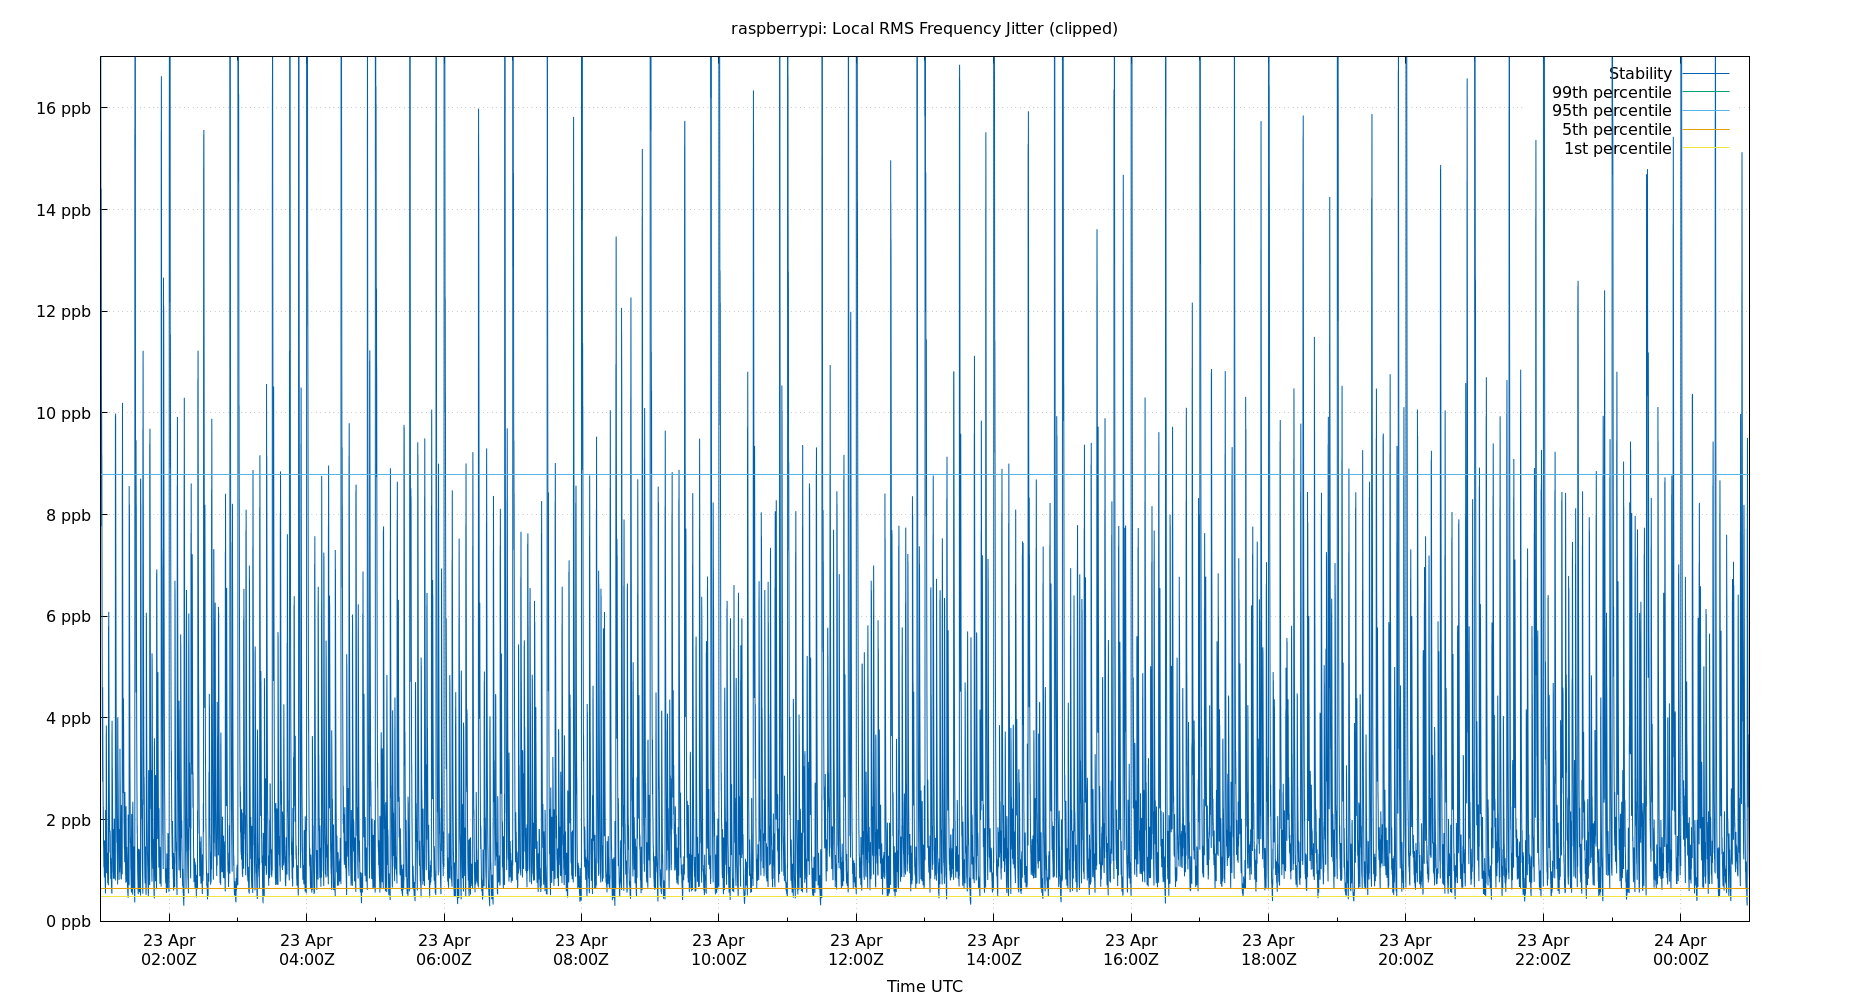 raspberrypi: Local RMS Frequency Jitter (clipped)
Stability
99th percentile
95th percentile
5th percentile
1st percentile
16 ppb
14 ppb
12 ppb
10 ppb
8 ppb
6 ppb
4 ppb
2 ppb
0 ppb
23 Apr 23 Apr 23 Apr 23 Apr 23 Apr 23 Apr 23 Apr 23 Apr 23 Apr 23 Apr 23 Apr 24 Apr
02:00Z 04:00Z 06:00Z 08:00Z 10:00Z 12:00Z 14:00Z 16:00Z 18:00Z 20:00Z 22:00Z 00:00Z
Time UTC